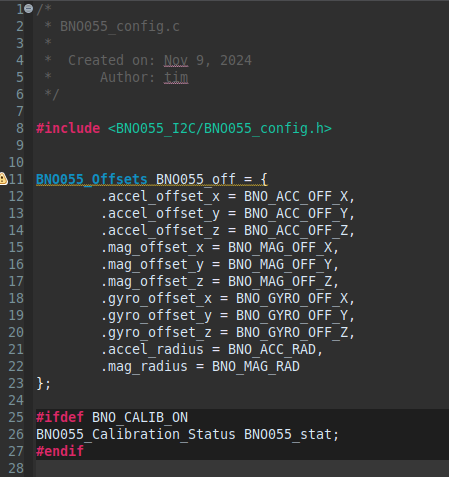 1 /*
2  * BNO055_config.c
3  *
4  *  Created on: Nov 9, 2024
5  *      Author: tim
6  */
7
8 #include <BNO055_I2C/BNO055_config.h>
9
10
11 BNO055_Offsets BNO055_off = {
12         .accel_offset_x = BNO_ACC_OFF_X,
13         .accel_offset_y = BNO_ACC_OFF_Y,
14         .accel_offset_z = BNO_ACC_OFF_Z,
15         .mag_offset_x = BNO_MAG_OFF_X,
16         .mag_offset_y = BNO_MAG_OFF_Y,
17         .mag_offset_z = BNO_MAG_OFF_Z,
18         .gyro_offset_x = BNO_GYRO_OFF_X,
19         .gyro_offset_y = BNO_GYRO_OFF_Y,
20         .gyro_offset_z = BNO_GYRO_OFF_Z,
21         .accel_radius = BNO_ACC_RAD,
22         .mag_radius = BNO_MAG_RAD
23 };
24
25 #ifdef BNO_CALIB_ON
26 BNO055_Calibration_Status BNO055_stat;
27 #endif
28